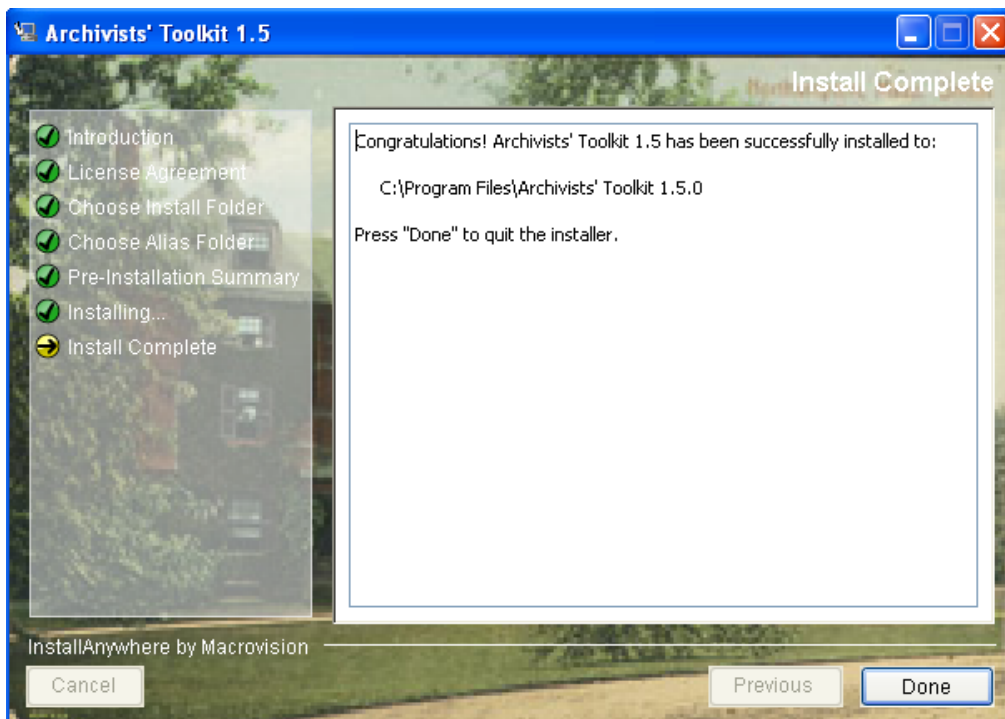 Archivists' Toolkit 1.5
Install Complete
Introduction
License Agreement
Choose Install Folder
Choose Alias Folder
Pre-Installation Summary
Installing...
Install Complete
Congratulations! Archivists' Toolkit 1.5 has been successfully installed to:
C:\Program Files\Archivists' Toolkit 1.5.0
Press "Done" to quit the installer.
InstallAnywhere by Macrovision
Cancel
Previous
Done